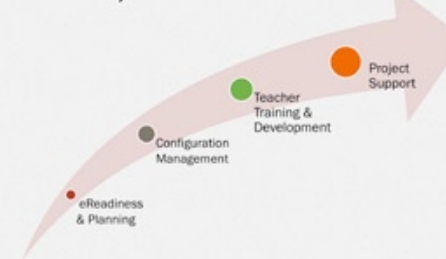 eReadiness
& Planning
Configuration
Management
Teacher
Training &
Development
Project
Support